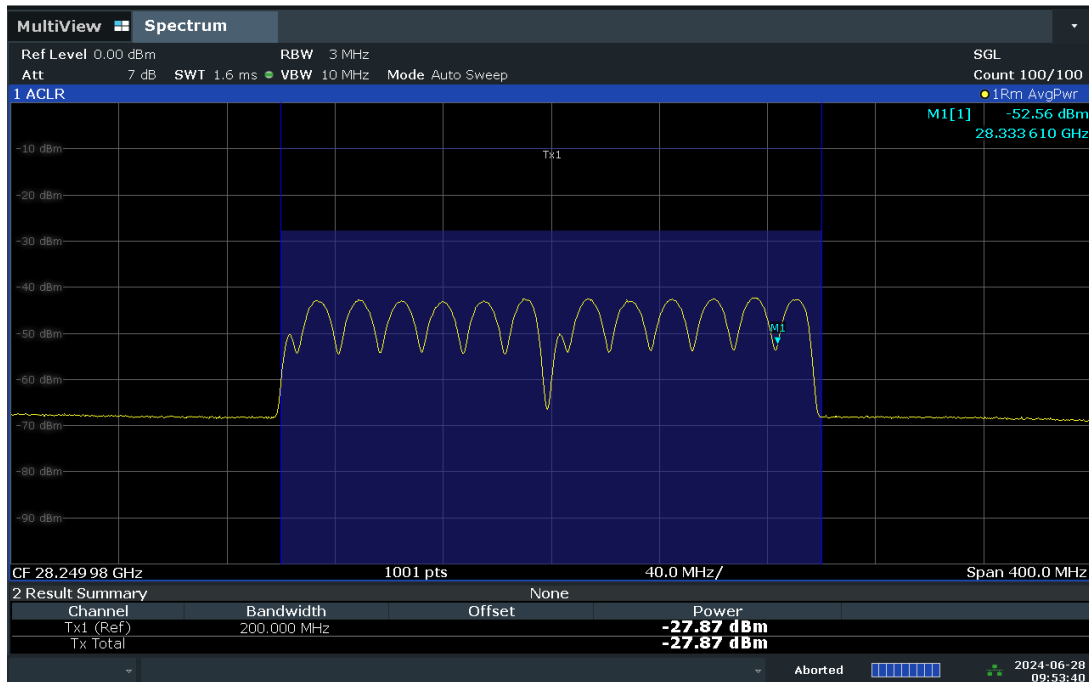 MultiView Spectrum
Ref Level 0.00 dBm RBW 3 MHz SGL
Att 7 dB SWT 1.6 ms VBW 10 MHz Mode Auto Sweep Count 100/100
1 ACLR 1Rm AvgPwr
M1[1] -52.56 dBm
28.333 610 GHz
-10 dBm
Tx1
-20 dBm
-30 dBm
-40 dBm
-50 dBm
M1
-60 dBm
-70 dBm
-80 dBm
-90 dBm
CF 28.249 98 GHz 1001 pts 40.0 MHz/ Span 400.0 MHz
2 Result Summary None
Channel Bandwidth Offset Power
Tx1 (Ref) 200.000 MHz -27.87 dBm
Tx Total -27.87 dBm
Aborted 2024-06-28
09:53:40